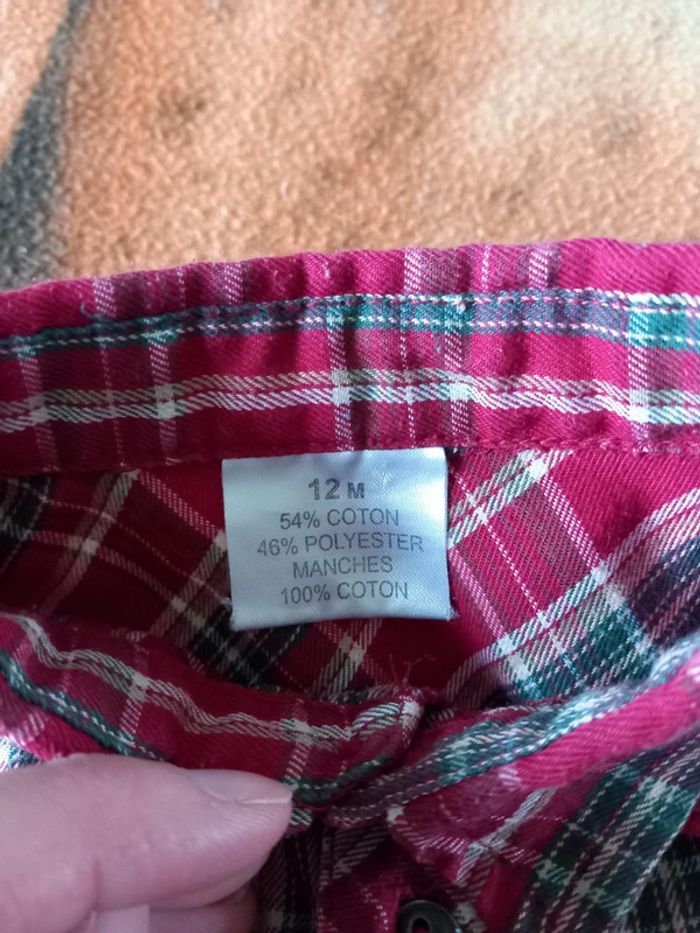 12 M
54% COTON
46% POLYESTER
MANCHES
100% COTON